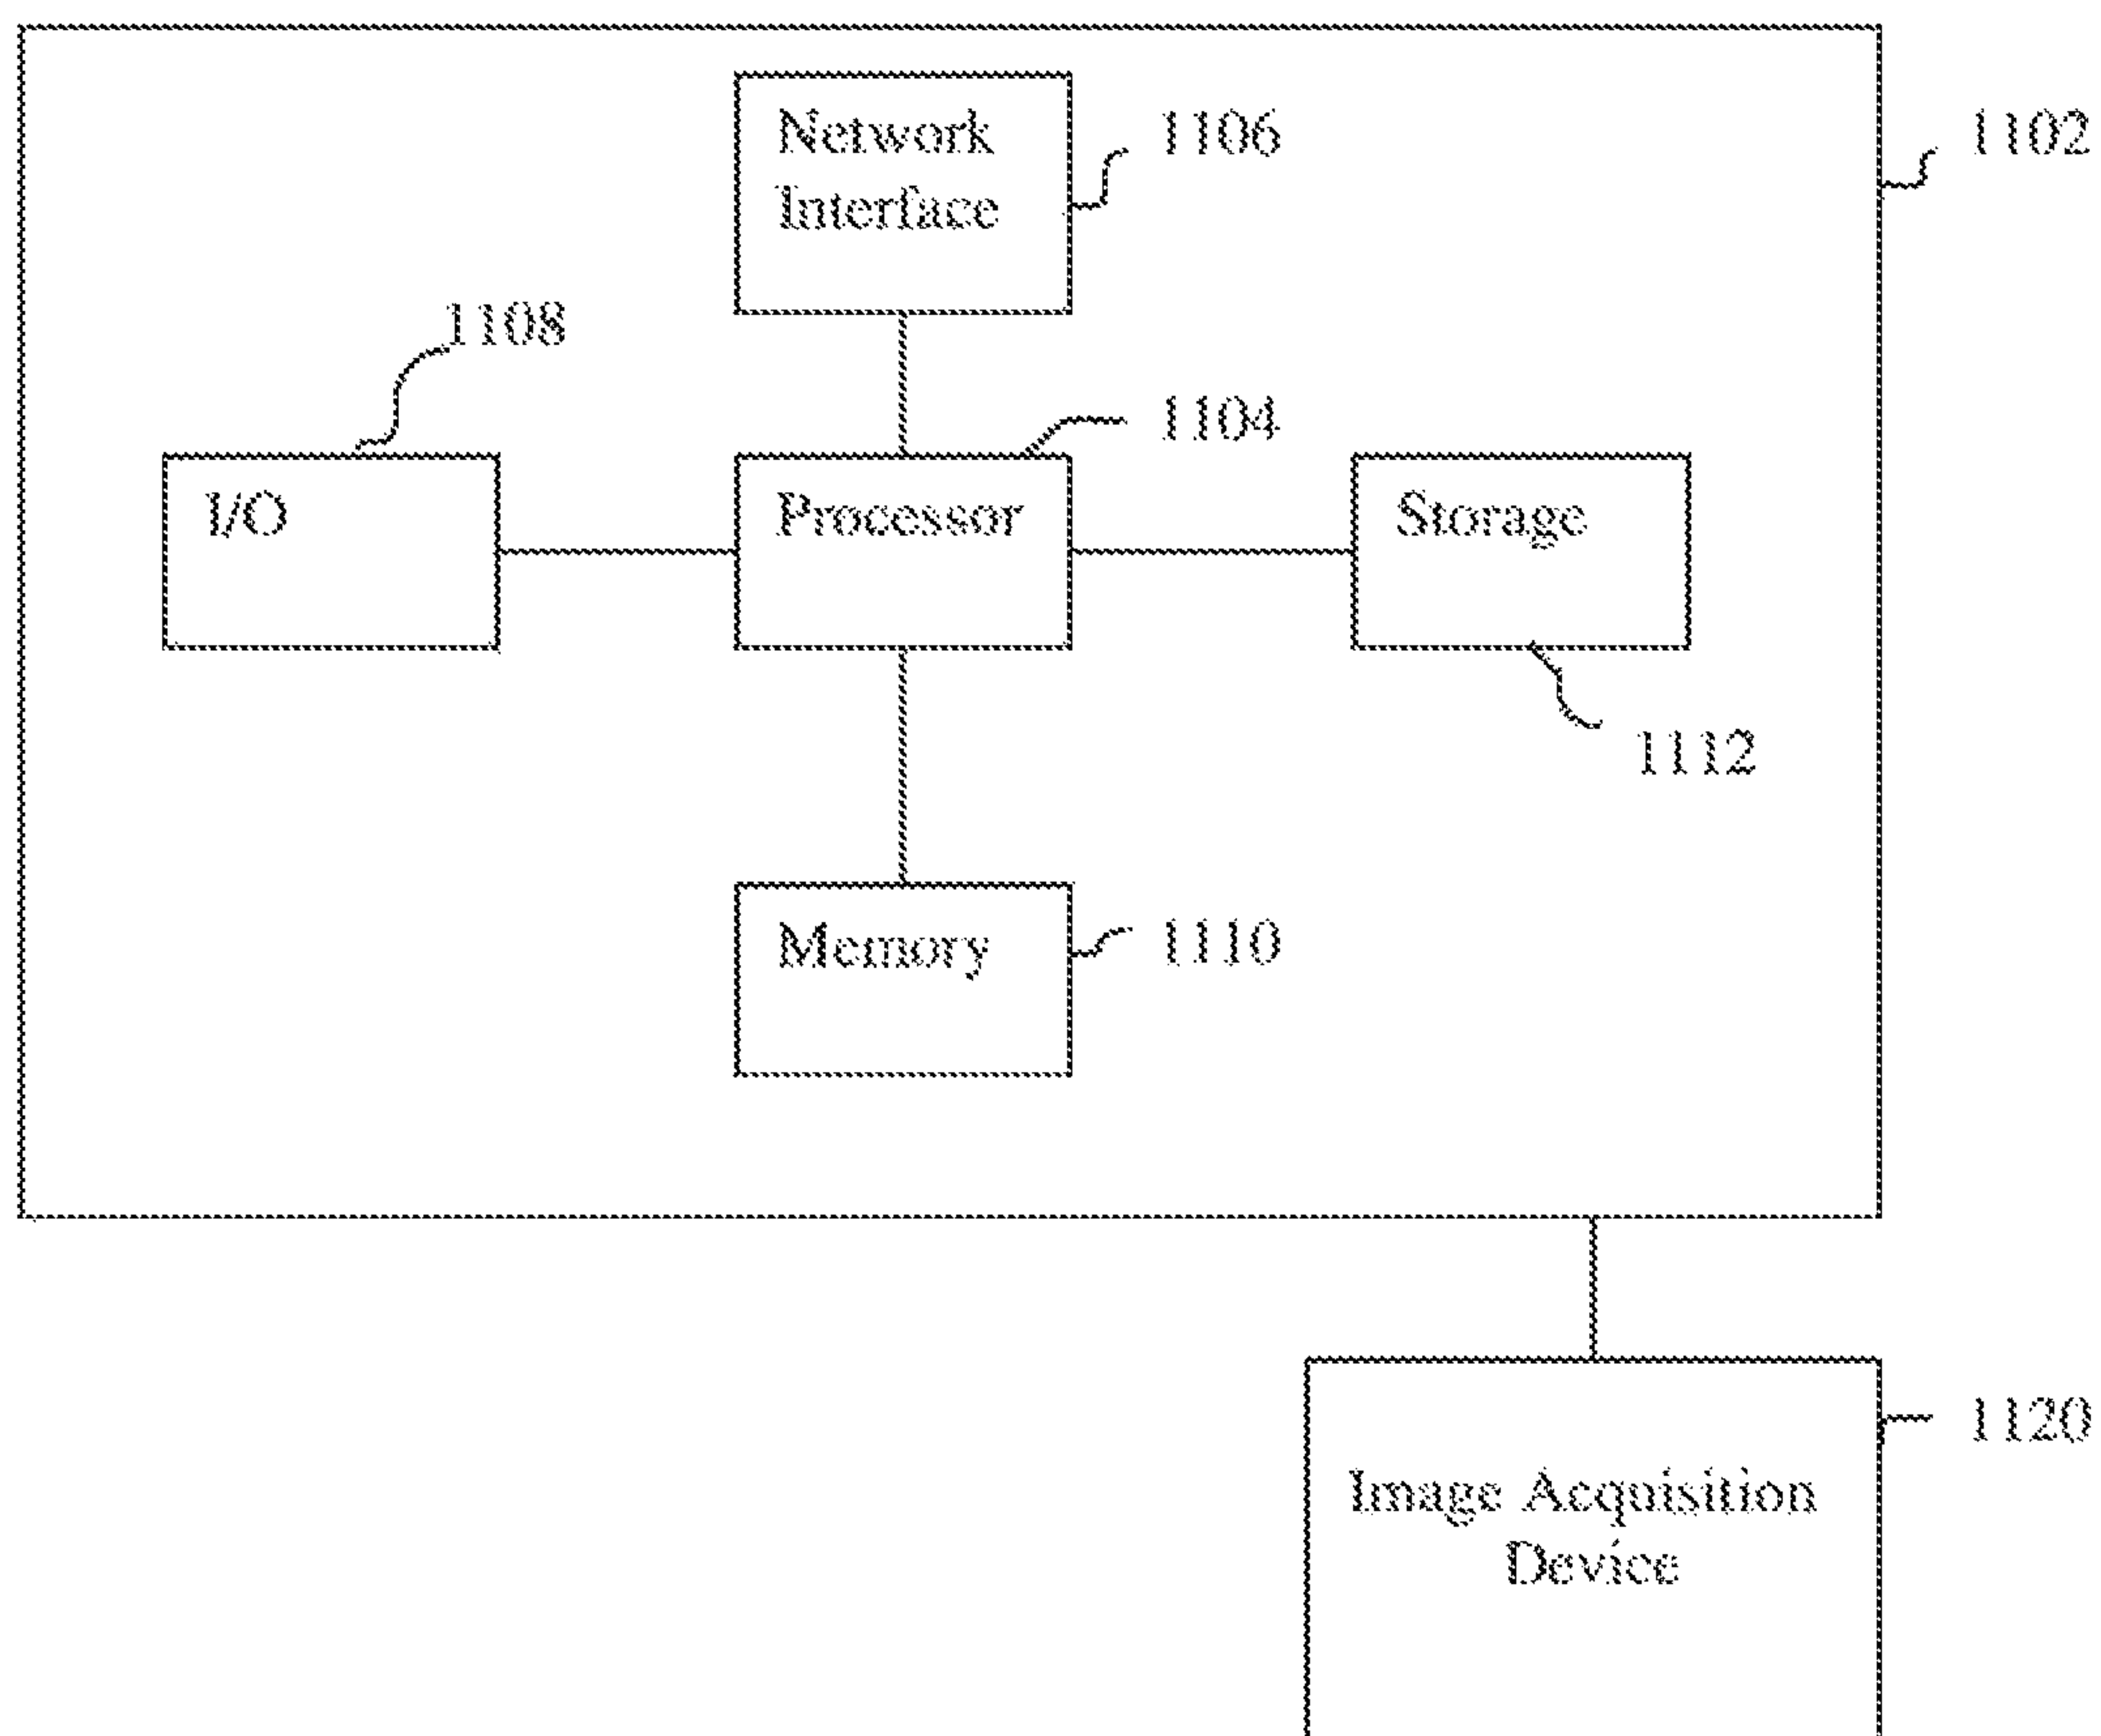 Network
Interface
1106
1102
1108
1104
I/O
Processor
Storage
1112
Memory
1110
1120
Image Acquisition
Device